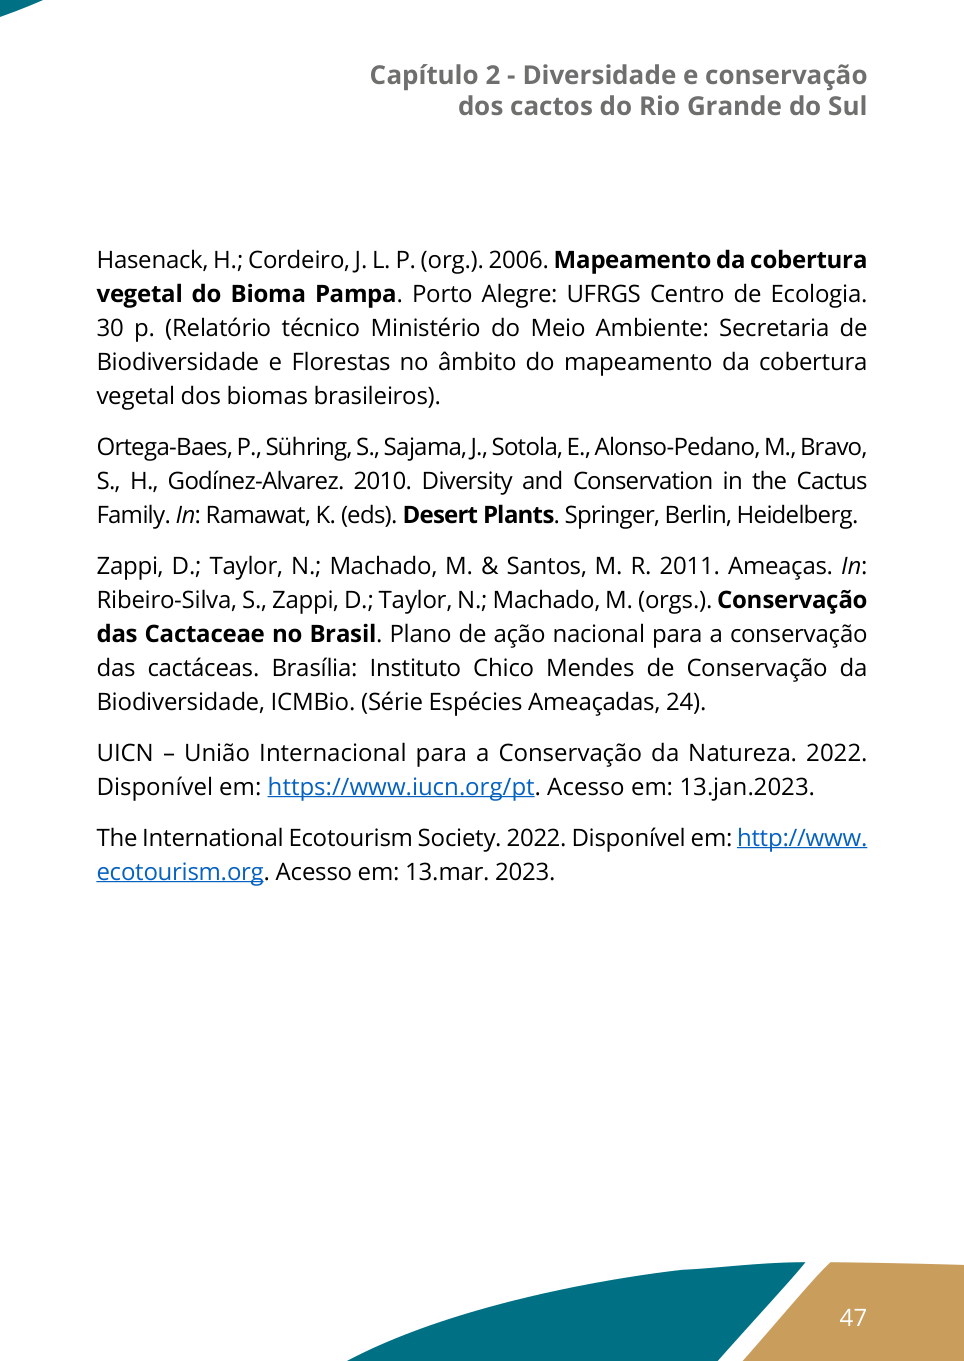 Capítulo 2 - Diversidade e conservação
dos cactos do Rio Grande do Sul
Hasenack, H.; Cordeiro, J. L. P. (org.). 2006. Mapeamento da cobertura
vegetal do Bioma Pampa. Porto Alegre: UFRGS Centro de Ecologia.
30 p. (Relatório técnico Ministério do Meio Ambiente: Secretaria de
Biodiversidade e Florestas no âmbito do mapeamento da cobertura
vegetal dos biomas brasileiros).
Ortega-Baes, P., Sühring, S., Sajama, J., Sotola, E., Alonso-Pedano, M., Bravo,
S., H., Godínez-Alvarez. 2010. Diversity and Conservation in the Cactus
Family. In: Ramawat, K. (eds). Desert Plants. Springer, Berlin, Heidelberg.
Zappi, D.; Taylor, N.; Machado, M. & Santos, M. R. 2011. Ameaças. In:
Ribeiro-Silva, S., Zappi, D.; Taylor, N.; Machado, M. (orgs.). Conservação
das Cactaceae no Brasil. Plano de ação nacional para a conservação
das cactáceas. Brasília: Instituto Chico Mendes de Conservação da
Biodiversidade, ICMBio. (Série Espécies Ameaçadas, 24).
UICN – União Internacional para a Conservação da Natureza. 2022.
Disponível em: https://www.iucn.org/pt. Acesso em: 13.jan.2023.
The International Ecotourism Society. 2022. Disponível em: http://www.
ecotourism.org. Acesso em: 13.mar. 2023.
47